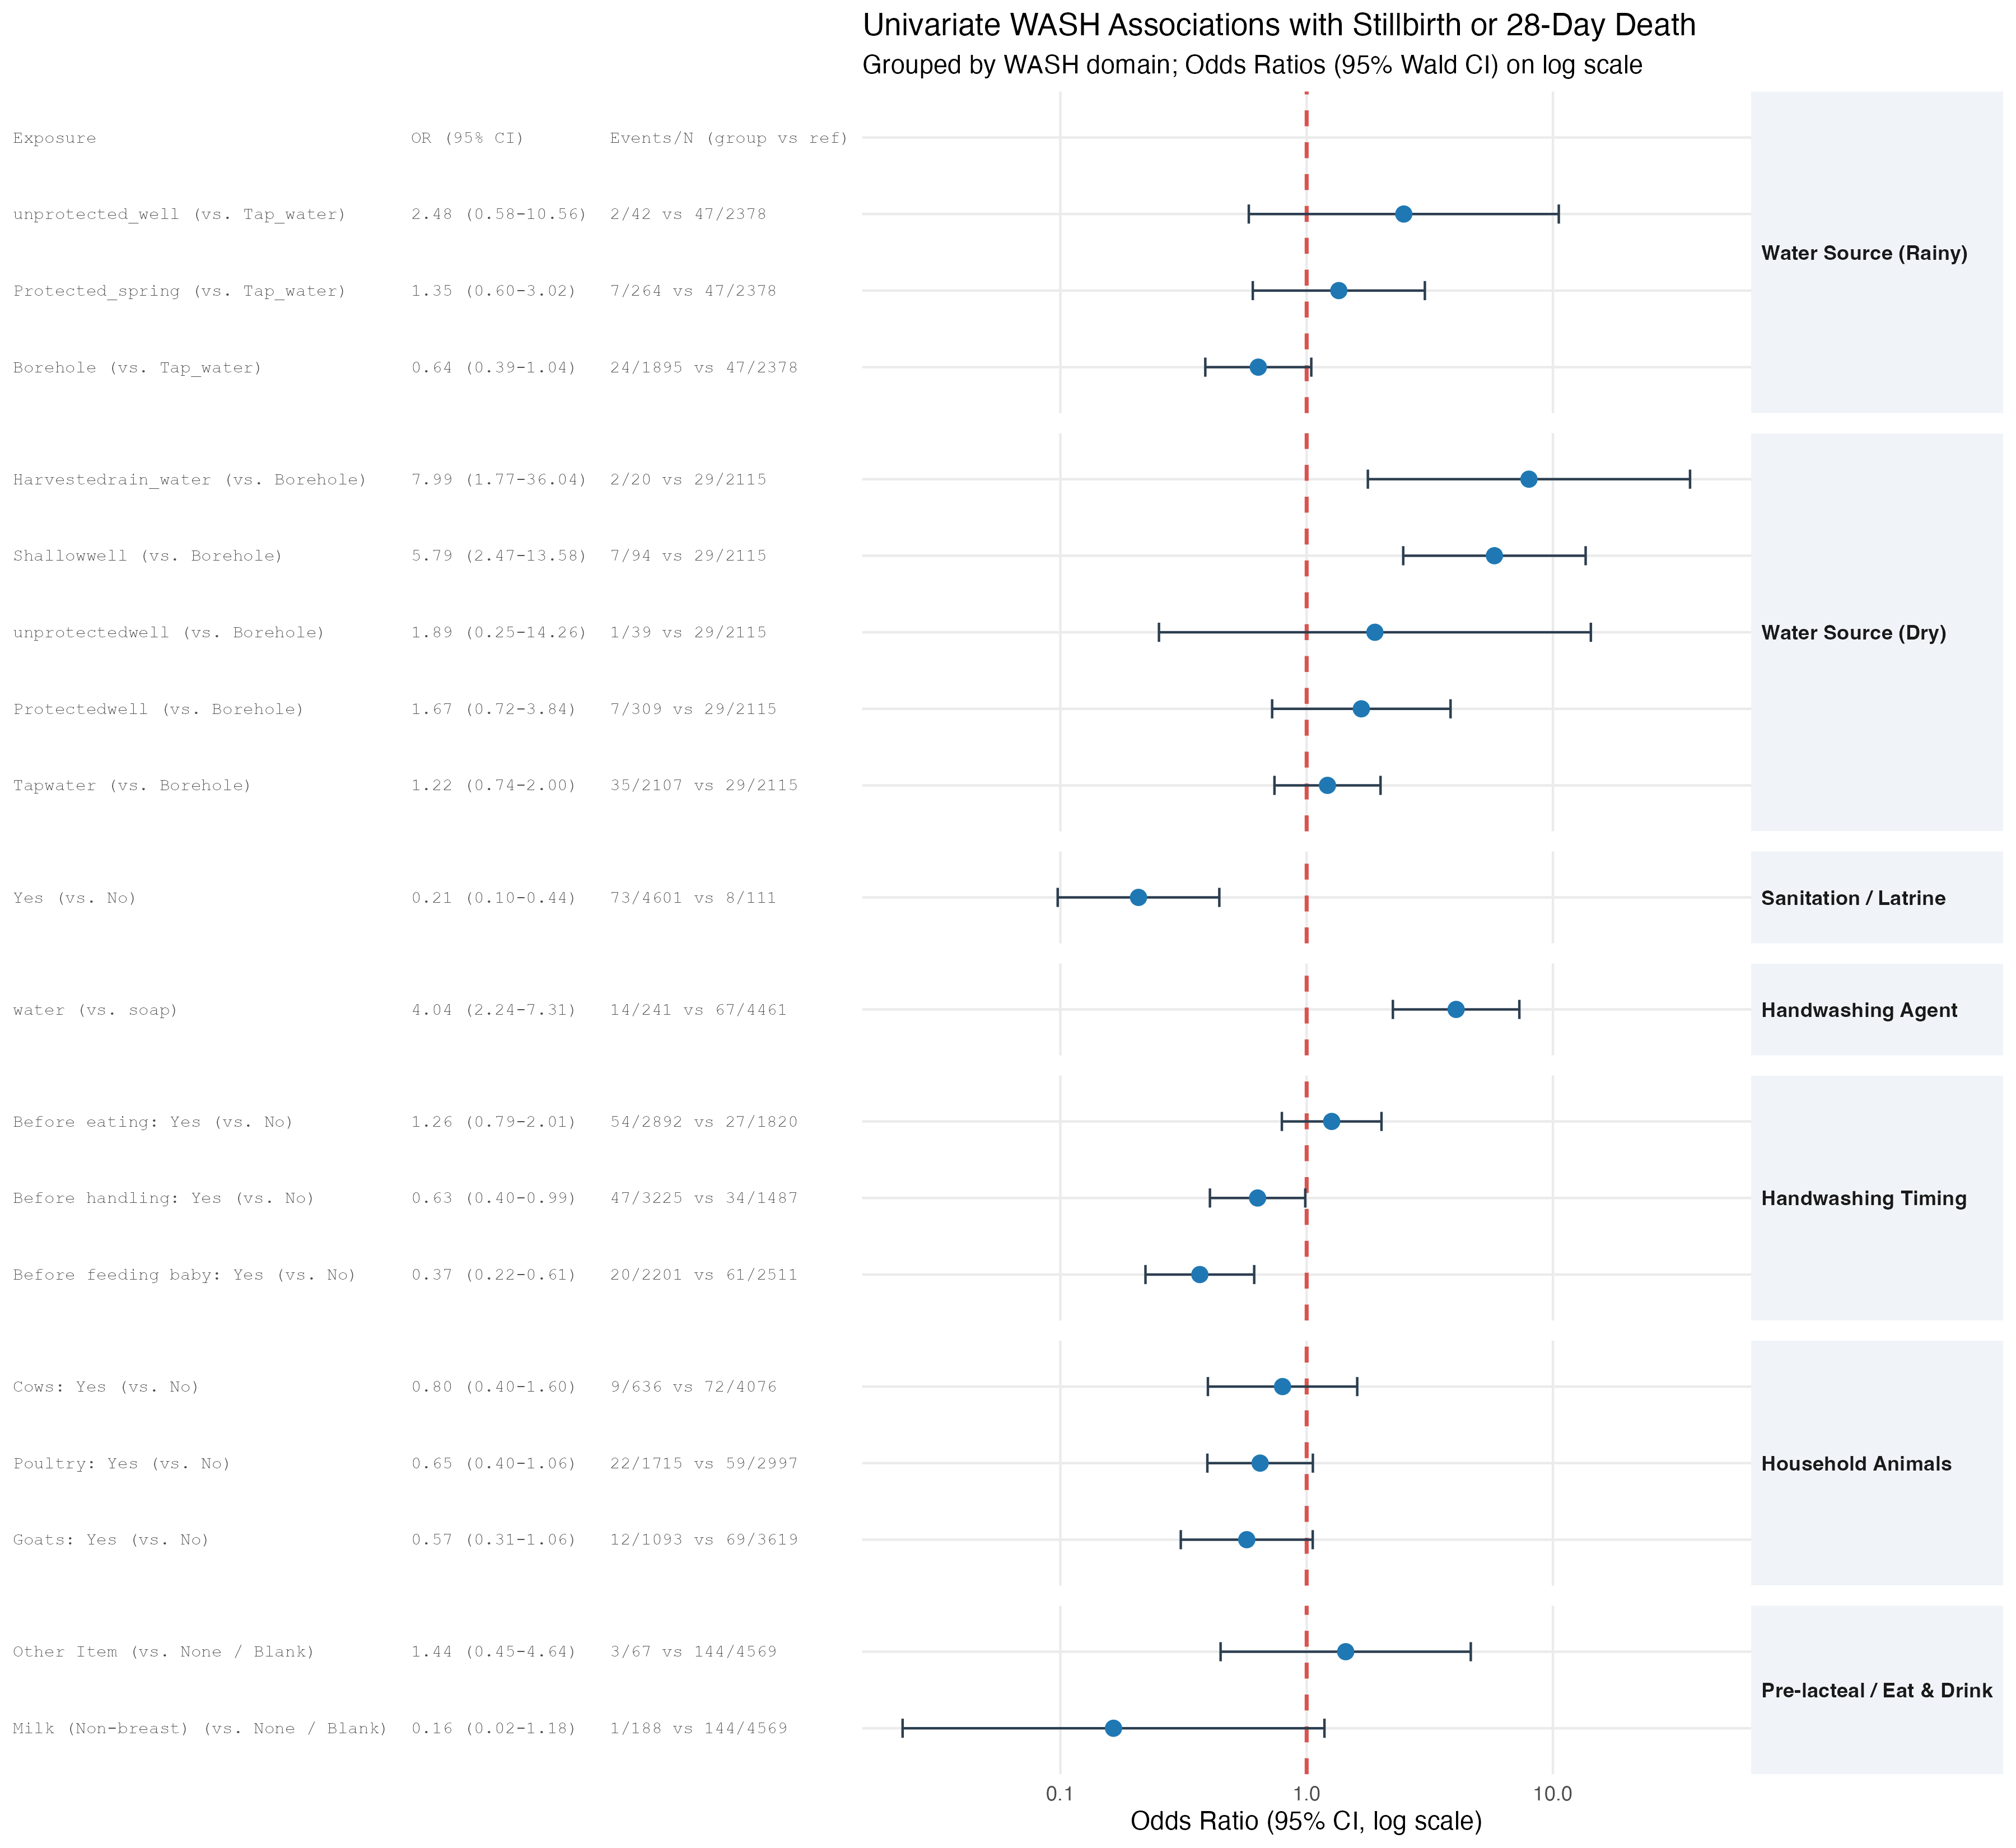 Univariate WASH Associations with Stillbirth or 28-Day Death
Grouped by WASH domain; Odds Ratios (95% Wald CI) on log scale
Exposure OR (95% CI) Events/N (group vs ref)
unprotected_well (vs. Tap_water) 2.48 (0.58-10.56) 2/42 vs 47/2378
Water Source (Rainy)
Protected_spring (vs. Tap_water) 1.35 (0.60-3.02) 7/264 vs 47/2378
Borehole (vs. Tap_water) 0.64 (0.39-1.04) 24/1895 vs 47/2378
Harvestedrain_water (vs. Borehole) 7.99 (1.77-36.04) 2/20 vs 29/2115
Shallowwell (vs. Borehole) 5.79 (2.47-13.58) 7/94 vs 29/2115
unprotectedwell (vs. Borehole) 1.89 (0.25-14.26) 1/39 vs 29/2115 Water Source (Dry)
Protectedwell (vs. Borehole) 1.67 (0.72-3.84) 7/309 vs 29/2115
Tapwater (vs. Borehole) 1.22 (0.74-2.00) 35/2107 vs 29/2115
Yes (vs. No) 0.21 (0.10-0.44) 73/4601 vs 8/111 Sanitation / Latrine
water (vs. soap) 4.04 (2.24-7.31) 14/241 vs 67/4461 Handwashing Agent
Before eating: Yes (vs. No) 1.26 (0.79-2.01) 54/2892 vs 27/1820
Before handling: Yes (vs. No) 0.63 (0.40-0.99) 47/3225 vs 34/1487 Handwashing Timing
Before feeding baby: Yes (vs. No) 0.37 (0.22-0.61) 20/2201 vs 61/2511
Cows: Yes (vs. No) 0.80 (0.40-1.60) 9/636 vs 72/4076
Poultry: Yes (vs. No) 0.65 (0.40-1.06) 22/1715 vs 59/2997 Household Animals
Goats: Yes (vs. No) 0.57 (0.31-1.06) 12/1093 vs 69/3619
Other Item (vs. None / Blank) 1.44 (0.45-4.64) 3/67 vs 144/4569
Pre-lacteal / Eat & Drink
Milk (Non-breast) (vs. None / Blank) 0.16 (0.02-1.18) 1/188 vs 144/4569
0.1 1.0 10.0
Odds Ratio (95% CI, log scale)